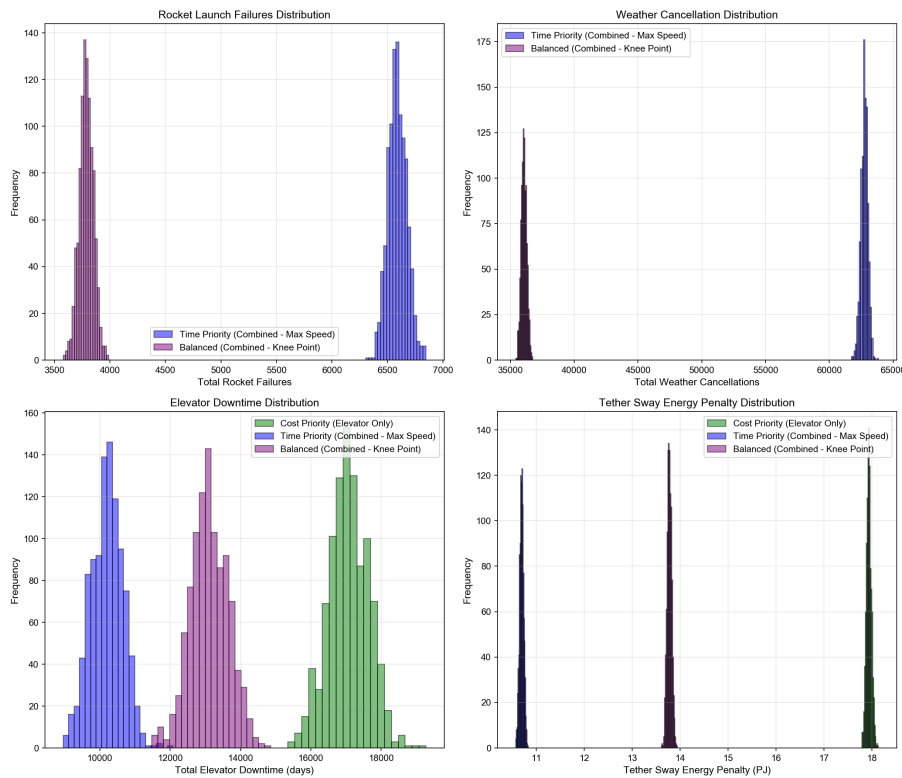 Rocket Launch Failures Distribution
140
120
100
80
60
40
20
0
Frequency
3500 4000 4500 5000 5500 6000 6500 7000
Total Rocket Failures
Time Priority (Combined - Max Speed)
Balanced (Combined - Knee Point)
Weather Cancellation Distribution
175
150
125
100
75
50
25
0
Frequency
35000 40000 45000 50000 55000 60000 65000
Total Weather Cancellations
Time Priority (Combined - Max Speed)
Balanced (Combined - Knee Point)
Elevator Downtime Distribution
160
140
120
100
80
60
40
20
0
Frequency
10000 12000 14000 16000 18000
Total Elevator Downtime (days)
Cost Priority (Elevator Only)
Time Priority (Combined - Max Speed)
Balanced (Combined - Knee Point)
Tether Sway Energy Penalty Distribution
140
120
100
80
60
40
20
0
Frequency
11 12 13 14 15 16 17 18
Tether Sway Energy Penalty (PJ)
Cost Priority (Elevator Only)
Time Priority (Combined - Max Speed)
Balanced (Combined - Knee Point)